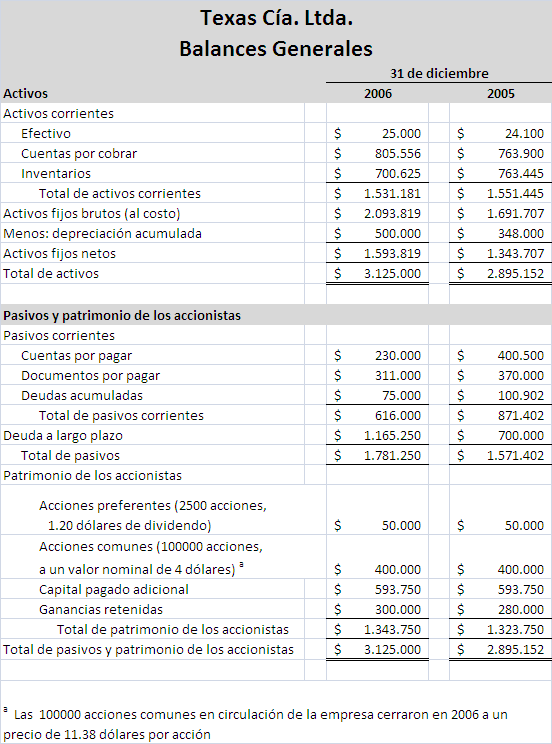 Texas Cía. Ltda.
Balances Generales
31 de diciembre
Activos 2006 2005
Activos corrientes
Efectivo $ 25.000 $ 24.100
Cuentas por cobrar $ 805.556 $ 763.900
Inventarios $ 700.625 $ 763.445
Total de activos corrientes $ 1.531.181 $ 1.551.445
Activos fijos brutos (al costo) $ 2.093.819 $ 1.691.707
Menos: depreciación acumulada $ 500.000 $ 348.000
Activos fijos netos $ 1.593.819 $ 1.343.707
Total de activos $ 3.125.000 $ 2.895.152
Pasivos y patrimonio de los accionistas
Pasivos corrientes
Cuentas por pagar $ 230.000 $ 400.500
Documentos por pagar $ 311.000 $ 370.000
Deudas acumuladas $ 75.000 $ 100.902
Total de pasivos corrientes $ 616.000 $ 871.402
Deuda a largo plazo $ 1.165.250 $ 700.000
Total de pasivos $ 1.781.250 $ 1.571.402
Patrimonio de los accionistas
Acciones preferentes (2500 acciones,
1.20 dólares de dividendo) $ 50.000 $ 50.000
Acciones comunes (100000 acciones,
a un valor nominal de 4 dólares) a $ 400.000 $ 400.000
Capital pagado adicional $ 593.750 $ 593.750
Ganancias retenidas $ 300.000 $ 280.000
Total de patrimonio de los accionistas $ 1.343.750 $ 1.323.750
Total de pasivos y patrimonio de los accionistas $ 3.125.000 $ 2.895.152
a Las 100000 acciones comunes en circulación de la empresa cerraron en 2006 a un
precio de 11.38 dólares por acción